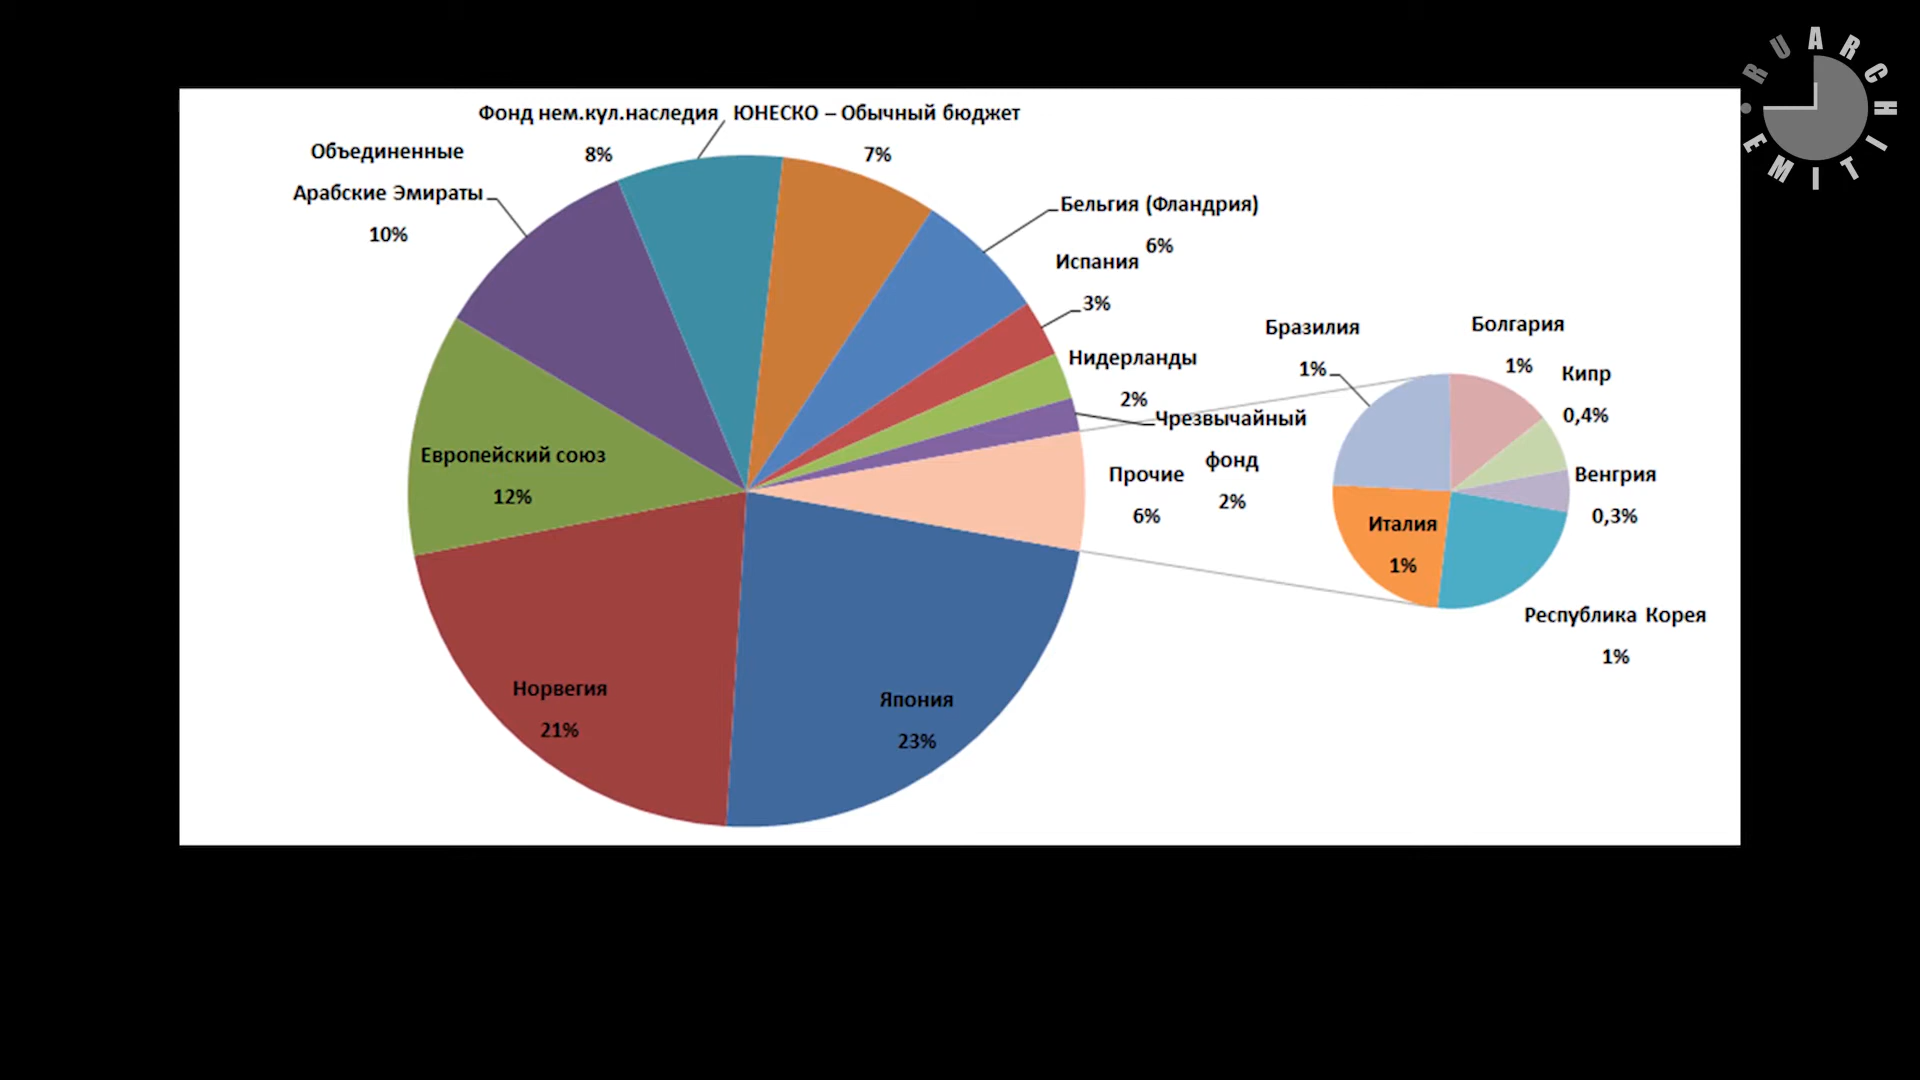 Фонд нем.кул.наследия
8%
ЮНЕСКО – Обычный бюджет
7%
Объединенные
Арабские Эмираты
10%
Бельгия (Фландрия)
6%
Испания
3%
Нидерланды
2%
Чрезвычайный
фонд
2%
Прочие
6%
Европейский союз
12%
Норвегия
21%
Япония
23%
Бразилия
1%
Болгария
1%
Кипр
0,4%
Венгрия
0,3%
Италия
1%
Республика Корея
1%
ARCHITIME.RU